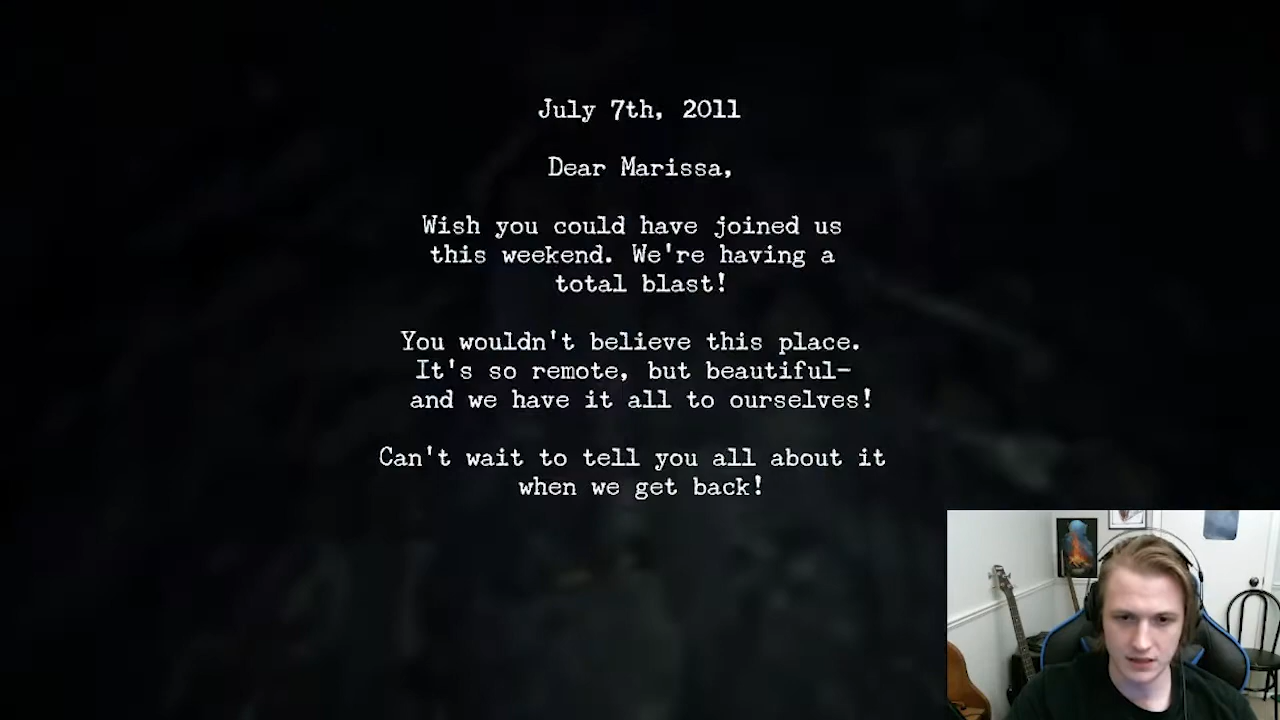 July 7th, 2011
Dear Marissa,
Wish you could have joined us
this weekend. We're having a
total blast!
You wouldn't believe this place.
It's so remote, but beautiful-
and we have it all to ourselves!
Can't wait to tell you all about it
when we get back!